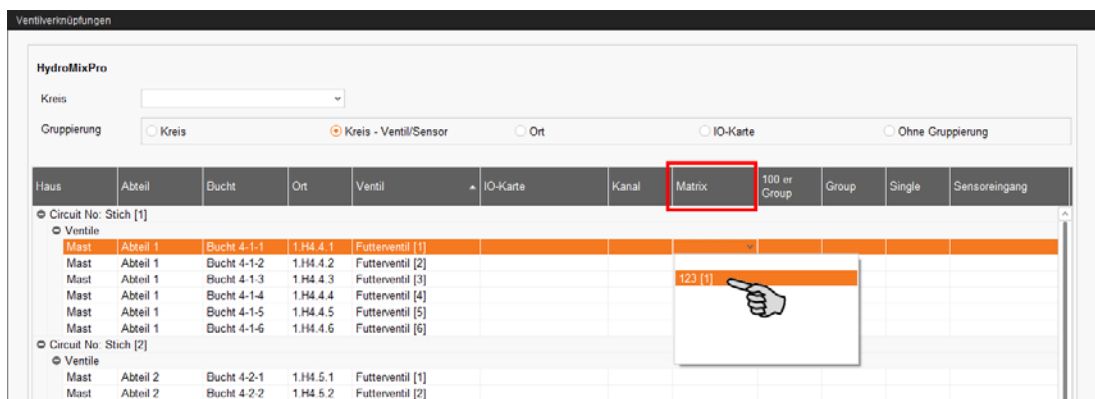 Ventilverknüpfungen
HydroMixPro
Kreis
Gruppierung Kreis Kreis - Ventil/Sensor Ort IO-Karte Ohne Gruppierung
Haus Abteil Bucht Ort Ventil IO-Karte Kanal Matrix 100 er Group Group Single Sensoreingang
Circuit No: Stich [1]
Ventile
Mast Abteil 1 Bucht 4-1-1 1.H4.4.1 Futterventil [1]
Mast Abteil 1 Bucht 4-1-2 1.H4.4.2 Futterventil [2]
123 [1]
Mast Abteil 1 Bucht 4-1-3 1.H4.4.3 Futterventil [3]
Mast Abteil 1 Bucht 4-1-4 1.H4.4.4 Futterventil [4]
Mast Abteil 1 Bucht 4-1-5 1.H4.4.5 Futterventil [5]
Mast Abteil 1 Bucht 4-1-6 1.H4.4.6 Futterventil [6]
Circuit No: Stich [2]
Ventile
Mast Abteil 2 Bucht 4-2-1 1.H4.5.1 Futterventil [1]
Mast Abteil 2 Bucht 4-2-2 1.H4.5.2 Futterventil [2]